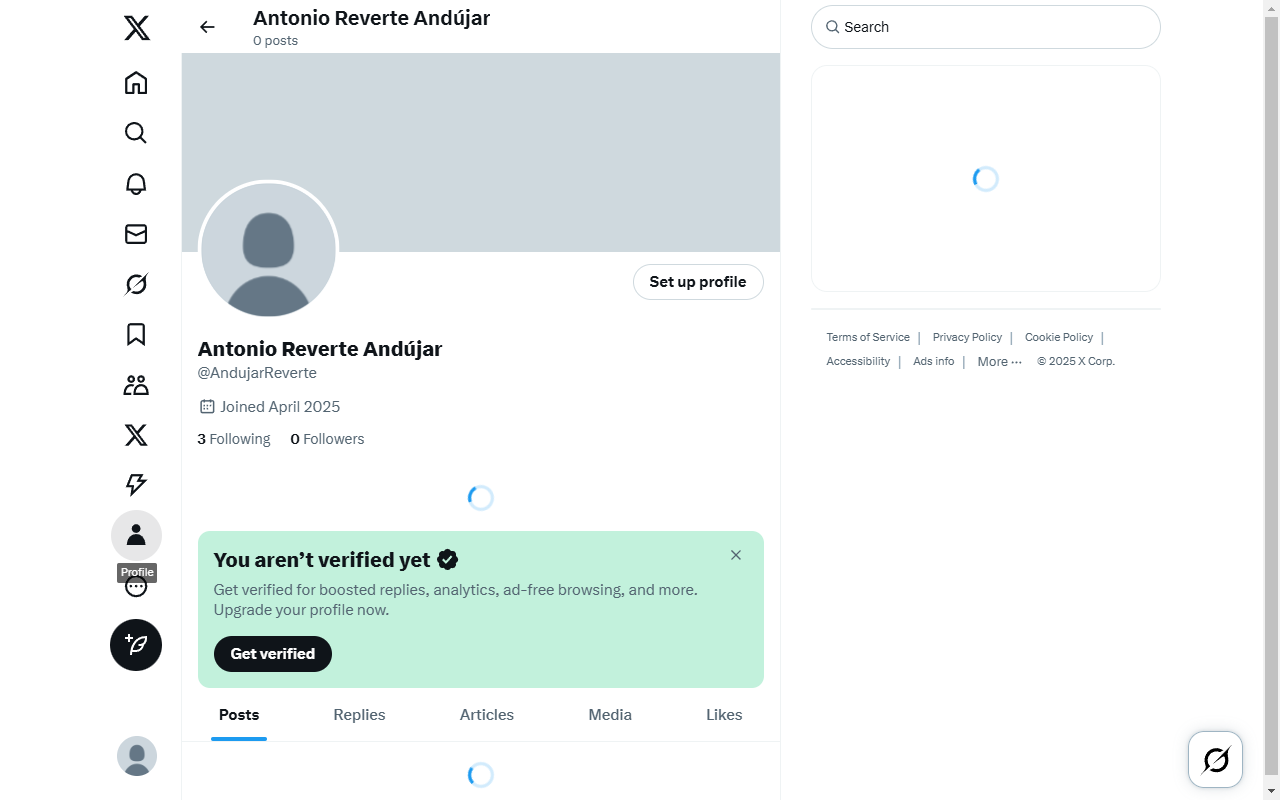 Antonio Reverte Andújar
0 posts
Search
Set up profile
Antonio Reverte Andújar
@AndujarReverte
Joined April 2025
3 Following 0 Followers
Terms of Service | Privacy Policy | Cookie Policy |
Accessibility | Ads info | More ··· © 2025 X Corp.
Profile
You aren’t verified yet
Get verified for boosted replies, analytics, ad-free browsing, and more.
Upgrade your profile now.
Get verified
Posts Replies Articles Media Likes